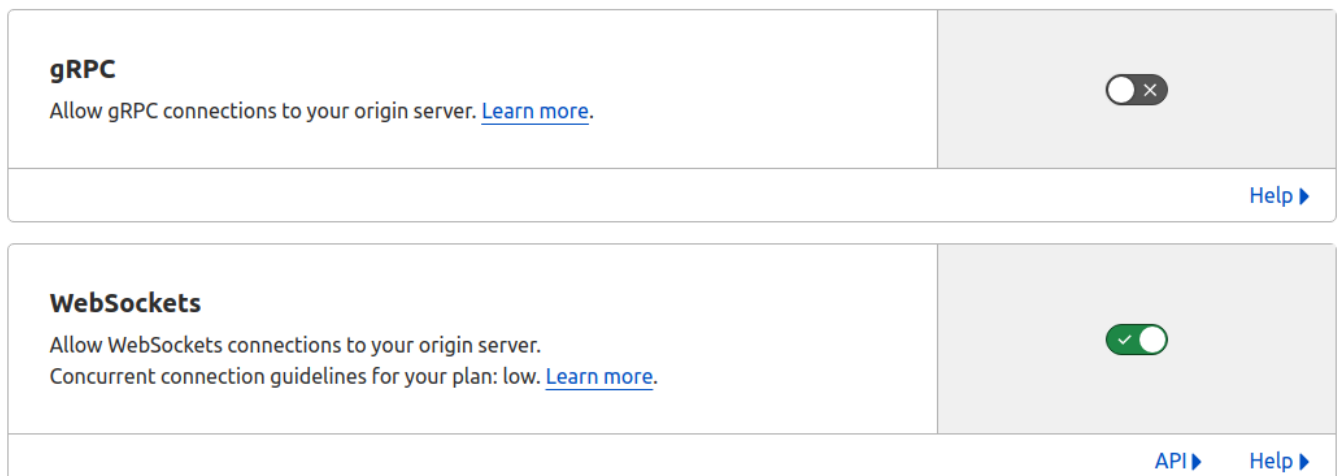 gRPC
Allow gRPC connections to your origin server. Learn more.
Help
WebSockets
Allow WebSockets connections to your origin server.
Concurrent connection guidelines for your plan: low. Learn more.
API Help